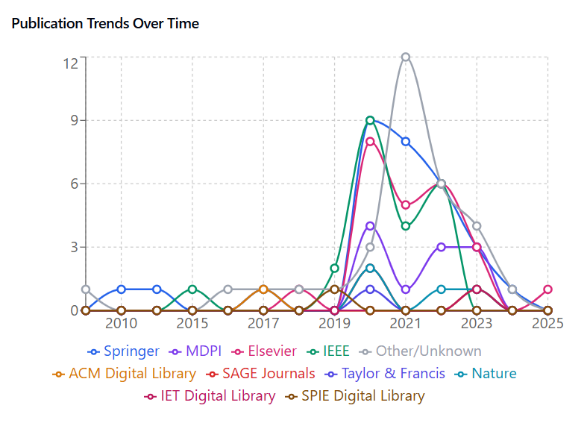 Publication Trends Over Time
12
9
6
3
0
2010 2015 2017 2019 2021 2023 2025
Springer MDPI Elsevier IEEE Other/Unknown
ACM Digital Library SAGE Journals Taylor & Francis Nature
IET Digital Library SPIE Digital Library